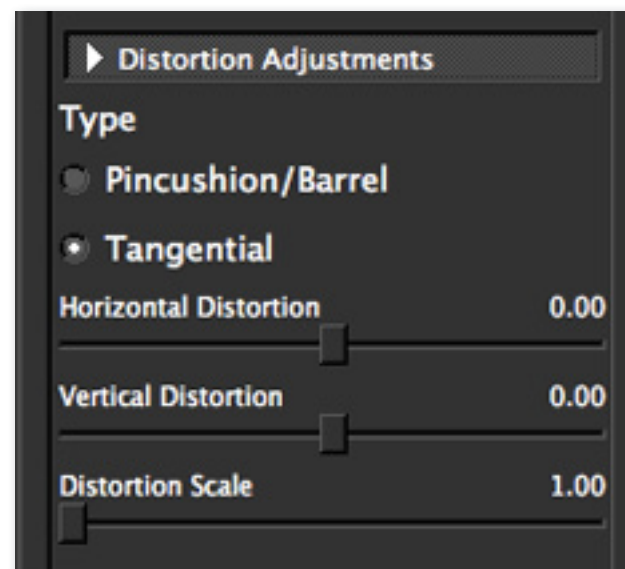 Distortion Adjustments
Type
Pincushion/Barrel
Tangential
Horizontal Distortion 0.00
Vertical Distortion 0.00
Distortion Scale 1.00